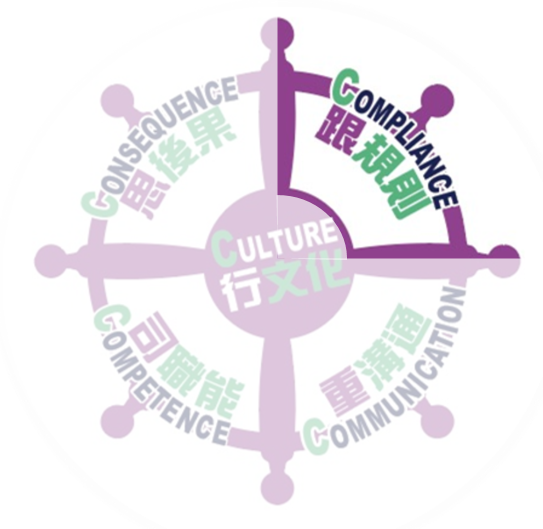 CONSEQUENCE
思後果
COMPLIANCE
跟規則
CULTURE
行文化
COMPETENCE
司職能
COMMUNICATION
重溝通